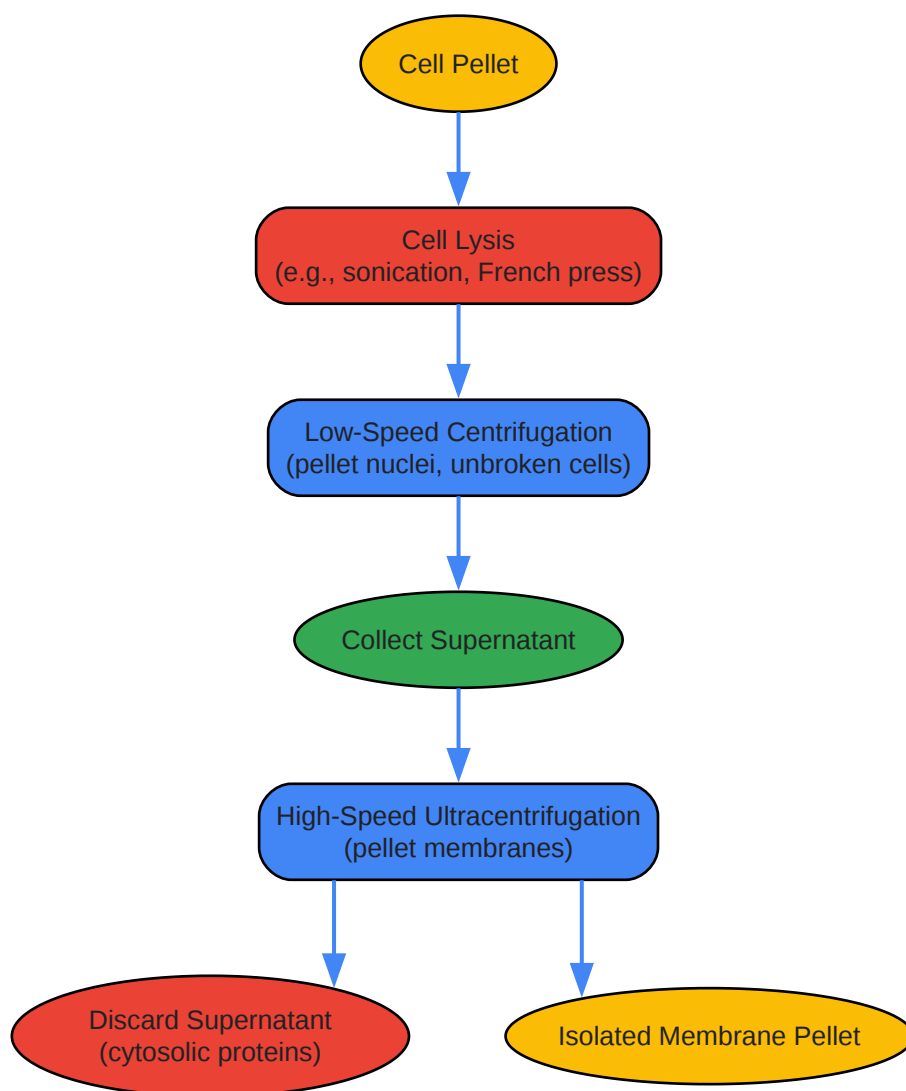 Cell Pellet
Cell Lysis
(e.g., sonication, French press)
Low-Speed Centrifugation
(pellet nuclei, unbroken cells)
Collect Supernatant
High-Speed Ultracentrifugation
(pellet membranes)
Discard Supernatant
(cytosolic proteins)
Isolated Membrane Pellet